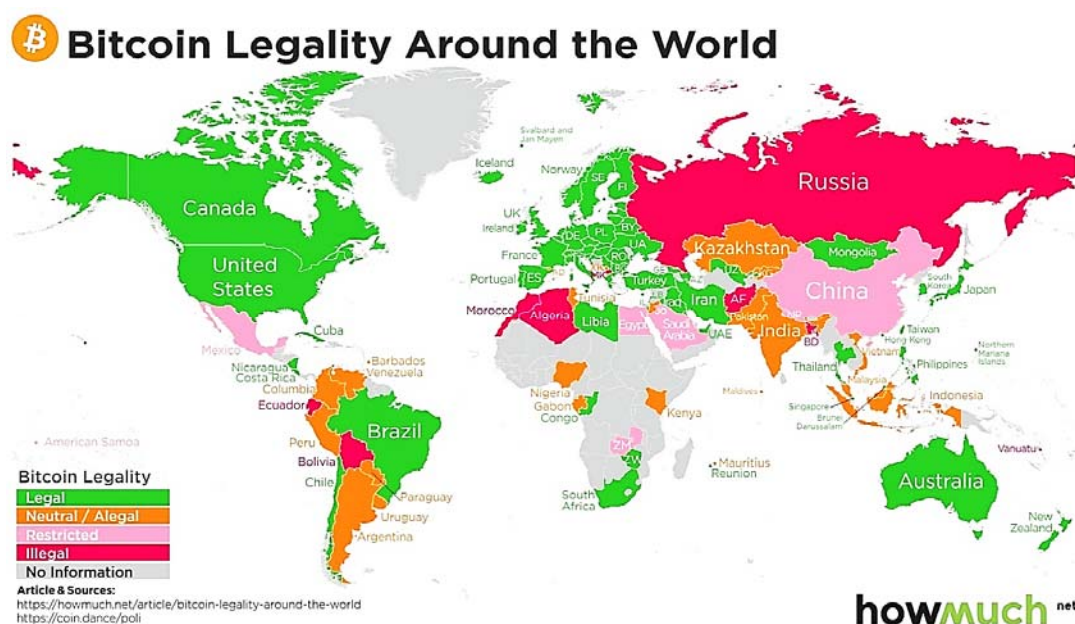 Bitcoin Legality Around the World
Svalbard and
Jan Mayen
Iceland
Norway
SE
FI
Russia
Canada
UK
Ireland
DE
PL
BY
UA
Kazakhstan
Mongolia
France
RO
United
States
Portugal
ES
Turkey
UZ
South
Korea
Japan
China
Morocco
Algeria
Tunisia
Libia
Egypt
Saudi
Arabia
Iraq
Iran
AF
Pakiston
India
UAE
BD
Taiwan
Hong Kong
Northern
Mariana
Islands
Mexico
Cuba
Nicaragua
Costa Rica
Barbados
Venezuela
Columbia
Ecuador
Vietnam
Thailand
Philippines
Maldives
Malaysia
Singapore
Brunei
Darussalam
Indonesia
Nigeria
Gabon
Congo
Kenya
American Samoa
Peru
Brazil
Bolivia
Chile
Paraguay
Uruguay
Argentina
ZM
ZW
Mauritius
Reunion
South
Africa
Vanuatu
Australia
New
Zealand
Bitcoin Legality
Legal
Neutral / Alegal
Restricted
Illegal
No Information
Article & Sources:
https://howmuch.net/article/bitcoin-legality-around-the-world
https://coin.dance/poli
howmuch net